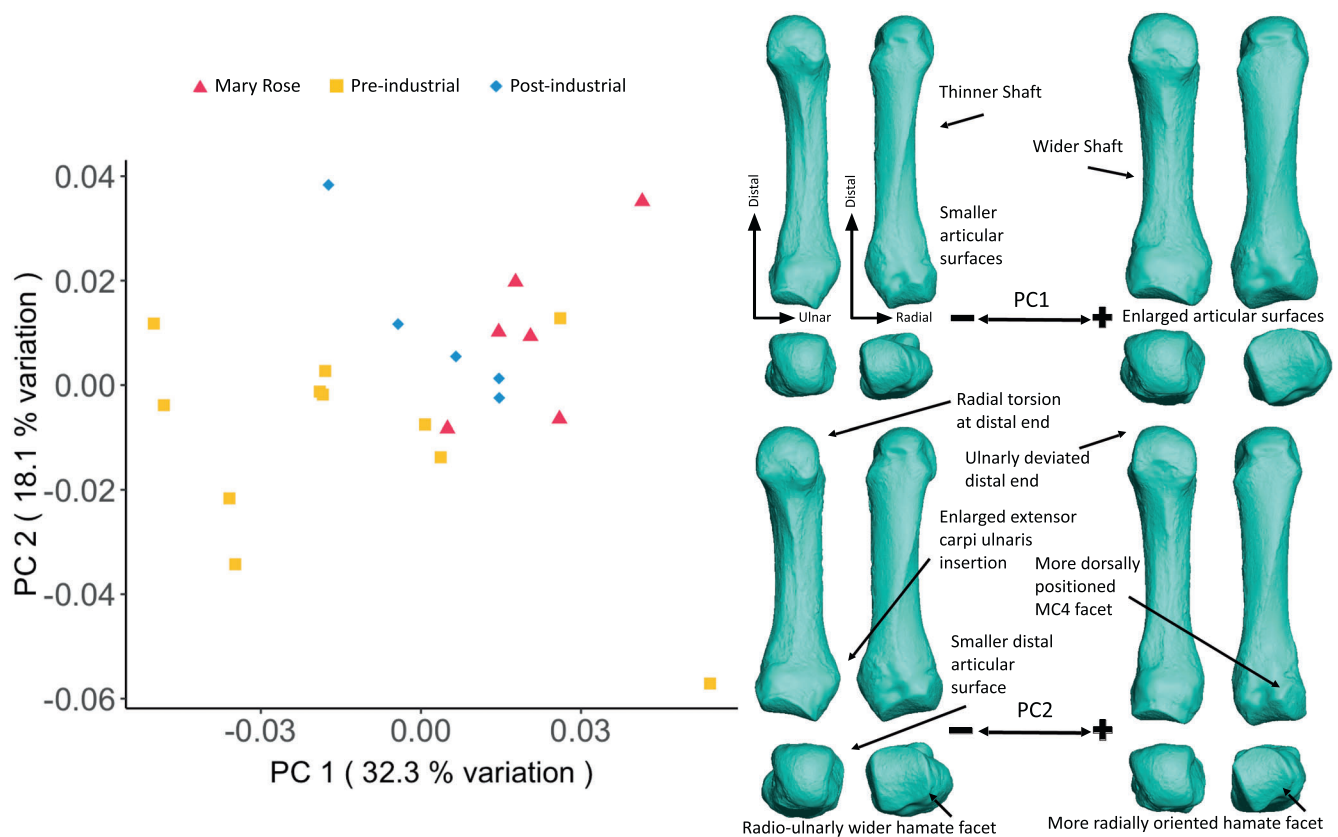 Mary Rose
Pre-industrial
Post-industrial
0.04
0.02
0.00
-0.02
-0.04
-0.06
PC 2 ( 18.1 % variation )
-0.03
0.00
0.03
PC 1 ( 32.3 % variation )
Thinner Shaft
Wider Shaft
Distal
Distal
Smaller
articular
surfaces
Ulnar
Radial
PC1
Enlarged articular surfaces
Radial torsion
at distal end
Ulnarly deviated
distal end
Enlarged extensor
carpi ulnaris
insertion
More dorsally
positioned
MC4 facet
Smaller distal
articular
surface
PC2
Radio-ulnarly wider hamate facet
More radially oriented hamate facet